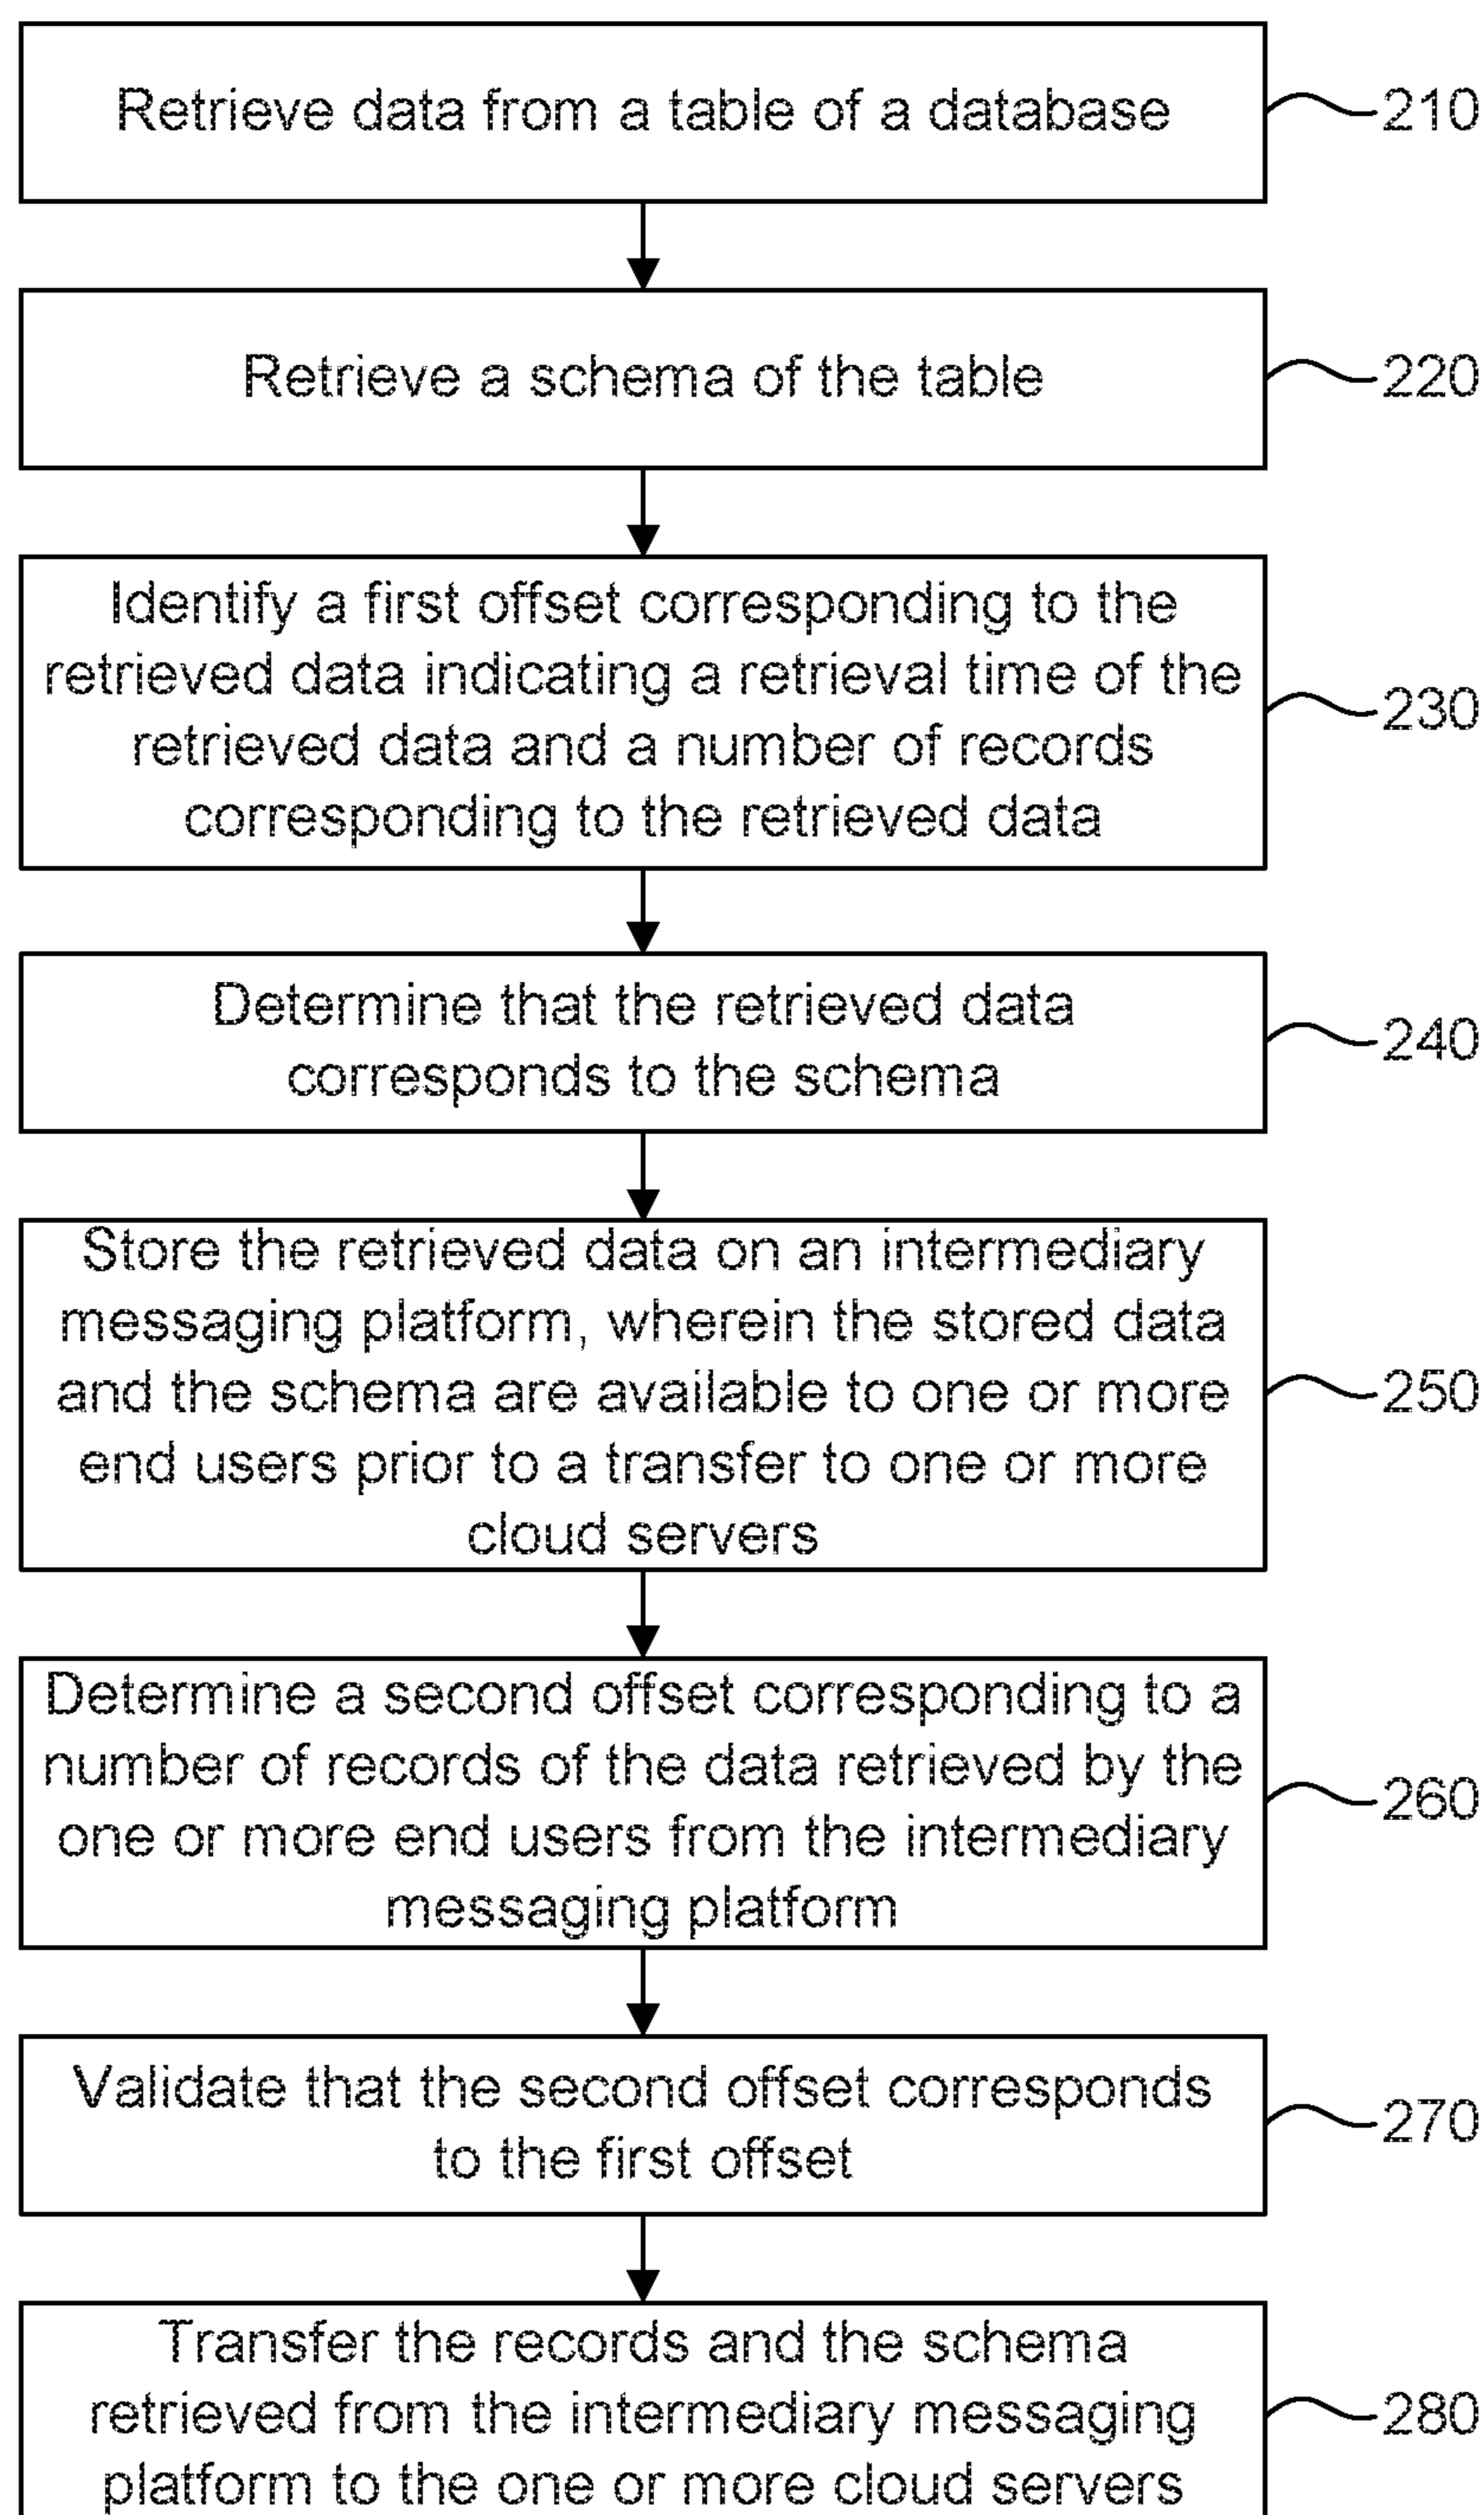 Retrieve data from a table of a database
210
Retrieve a schema of the table
220
Identify a first offset corresponding to the
retrieved data indicating a retrieval time of the
retrieved data and a number of records
corresponding to the retrieved data
230
Determine that the retrieved data
corresponds to the schema
240
Store the retrieved data on an intermediary
messaging platform, wherein the stored data
and the schema are available to one or more
end users prior to a transfer to one or more
cloud servers
250
Determine a second offset corresponding to a
number of records of the data retrieved by the
one or more end users from the intermediary
messaging platform
260
Validate that the second offset corresponds
to the first offset
270
Transfer the records and the schema
retrieved from the intermediary messaging
platform to the one or more cloud servers
280